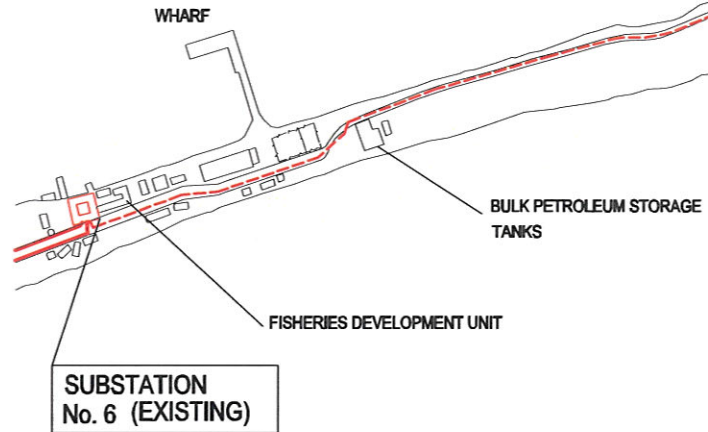 WHARF
BULK PETROLEUM STORAGE
TANKS
FISHERIES DEVELOPMENT UNIT
SUBSTATION
No. 6 (EXISTING)